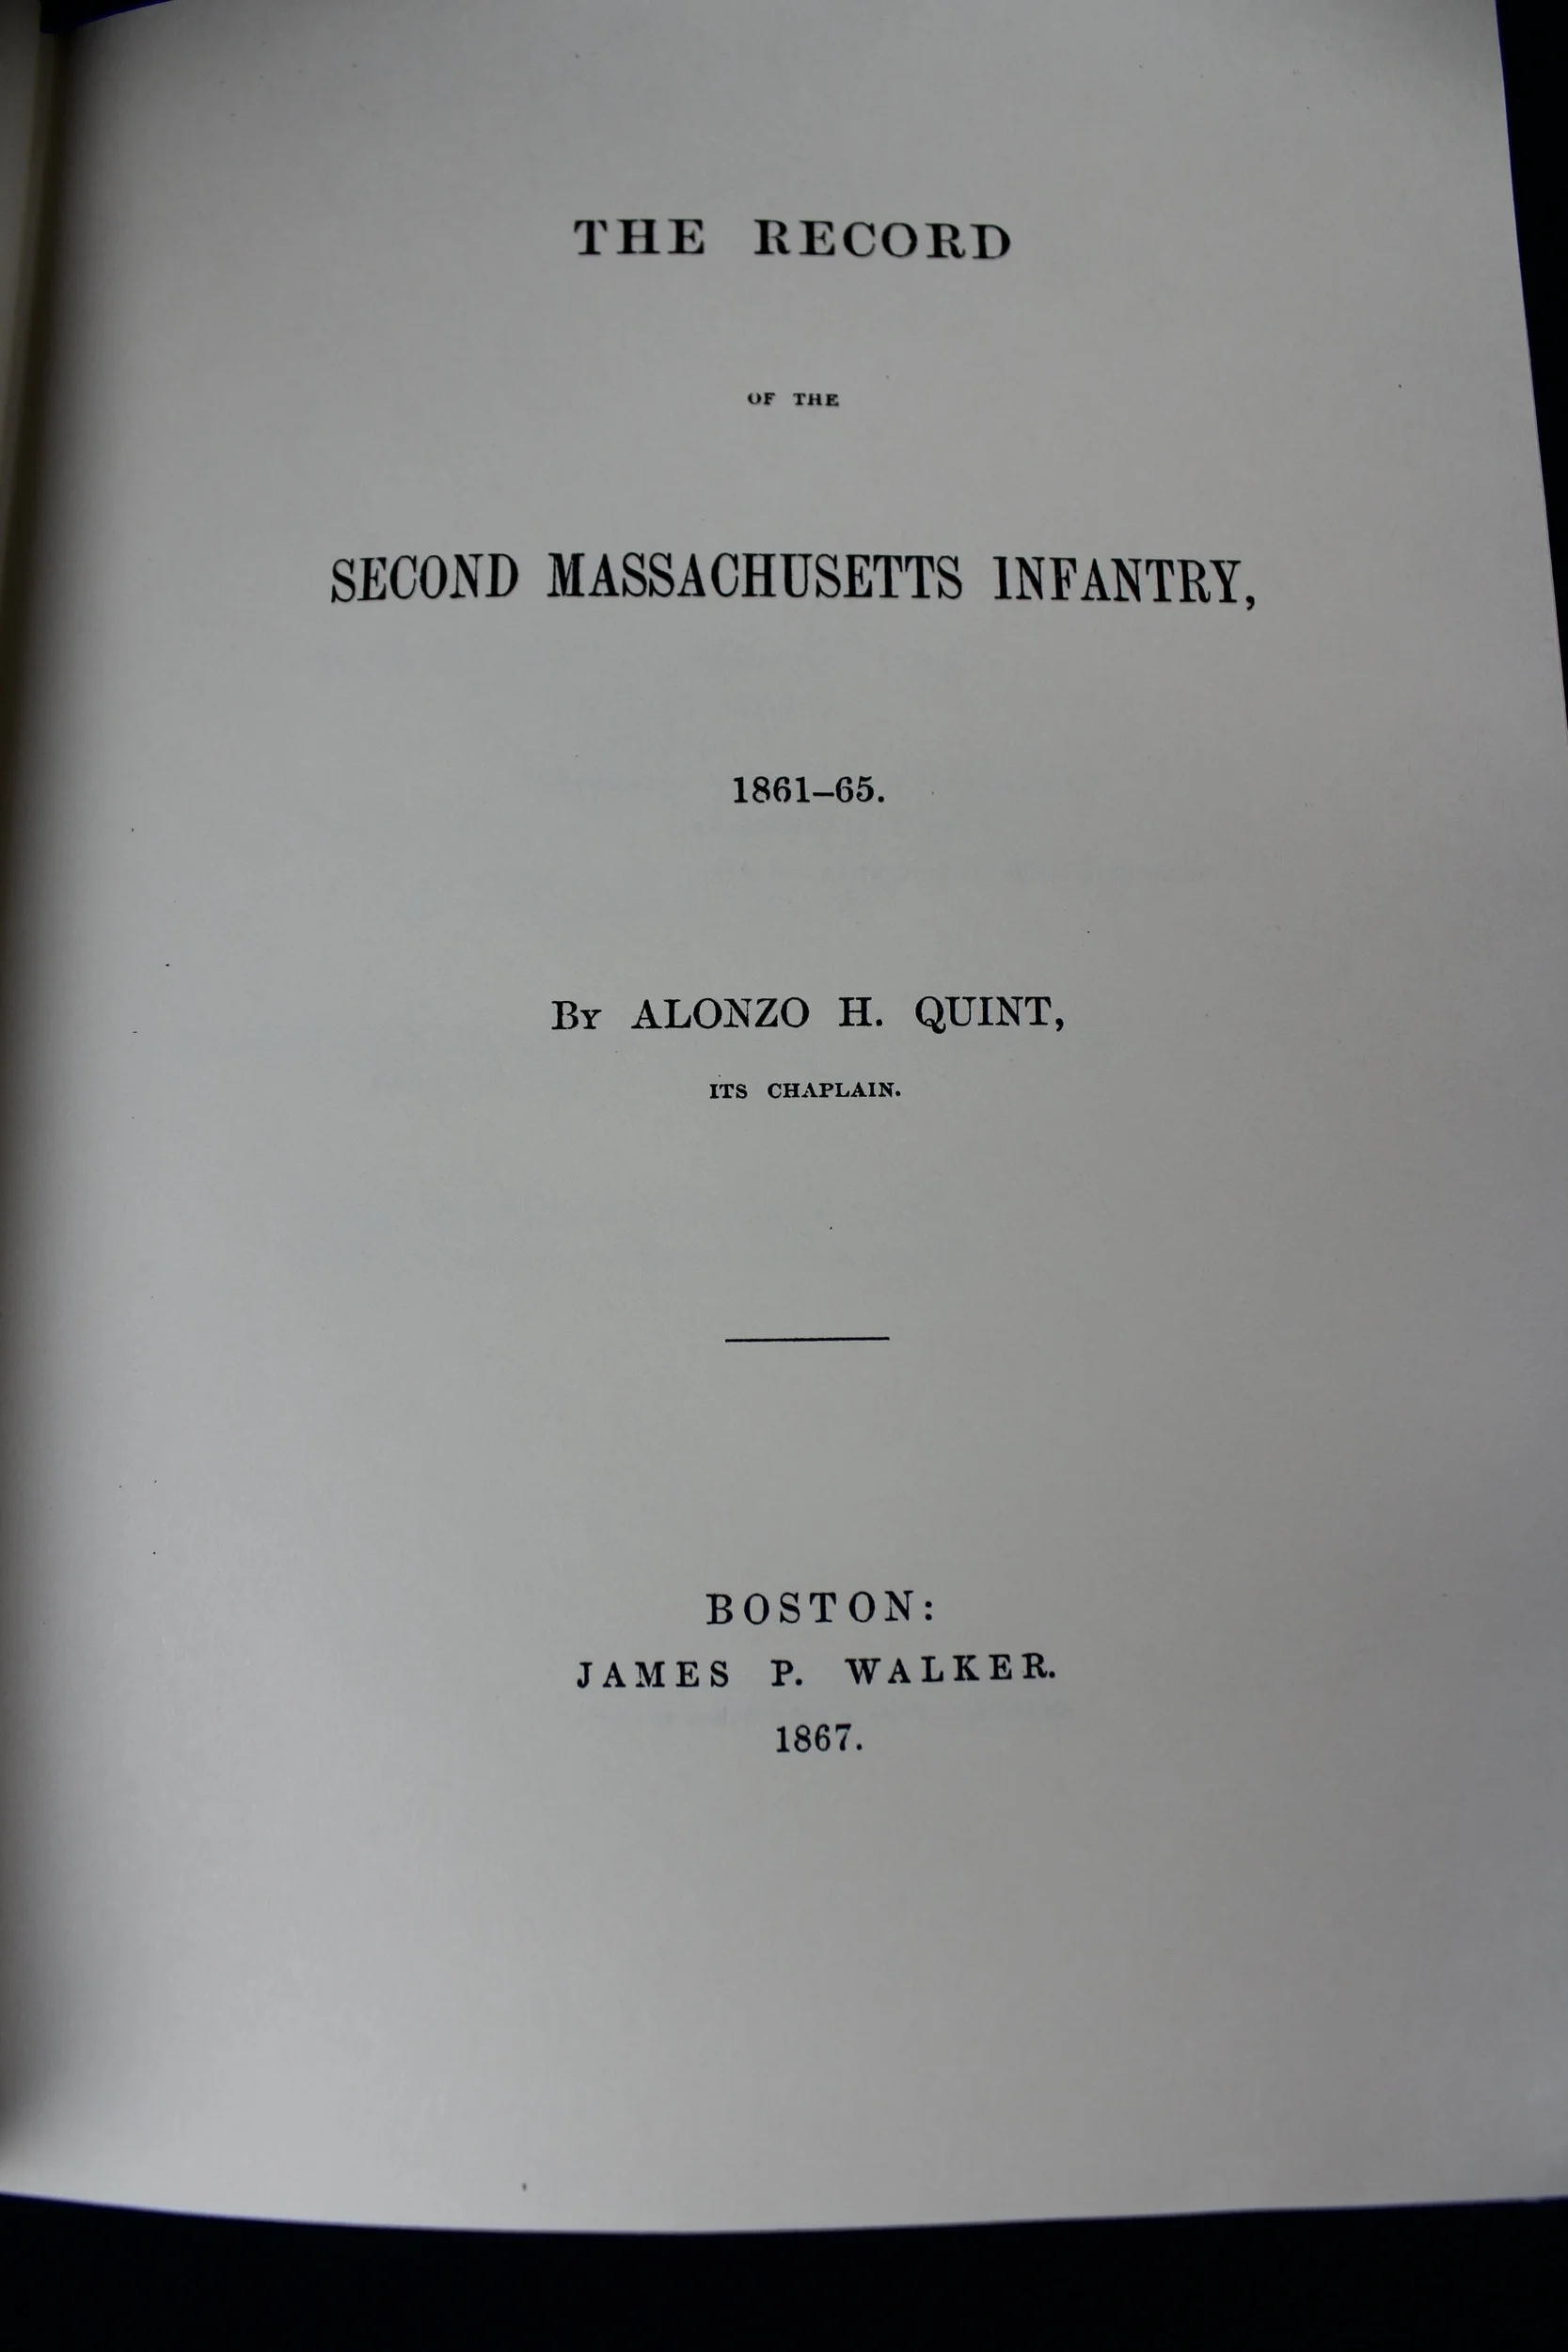 THE RECORD
OF THE
SECOND MASSACHUSETTS INFANTRY,
1861–65.
By ALONZO H. QUINT,
ITS CHAPLAIN.
BOSTON:
JAMES P. WALKER.
1867.